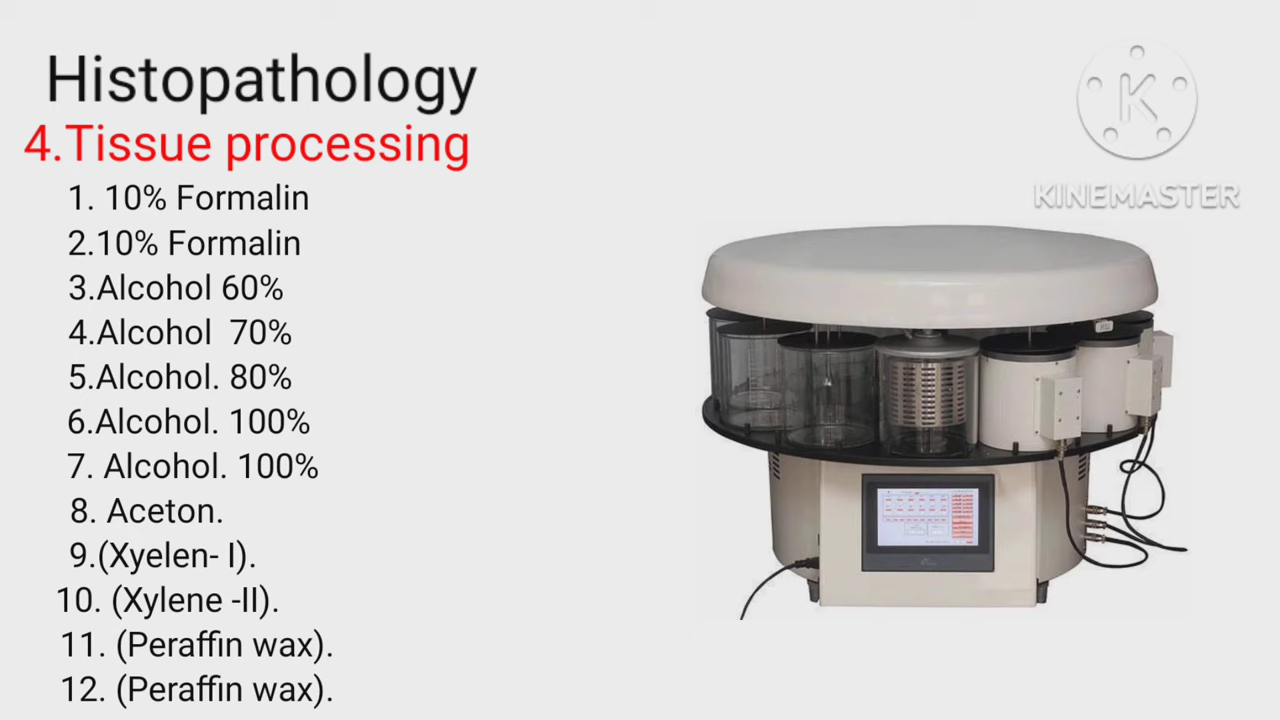 Histopathology
4.Tissue processing
1. 10% Formalin
2.10% Formalin
3.Alcohol 60%
4.Alcohol 70%
5.Alcohol. 80%
6.Alcohol. 100%
7. Alcohol. 100%
8. Aceton.
9.(Xyelen- I).
10. (Xylene -II).
11. (Peraffin wax).
12. (Peraffin wax).
K
KINEMASTER